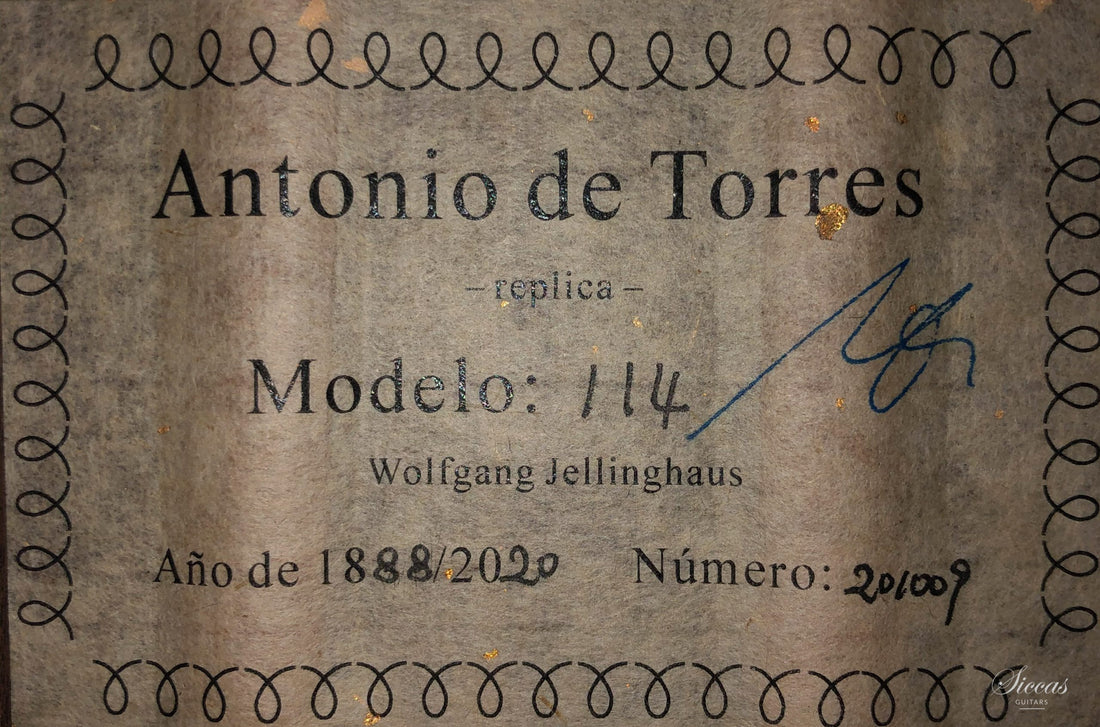 Antonio de Torres
– replica –
Modelo: 114
Wolfgang Jellinghaus
Año de 1888/2020 Número: 201009
Siccas
GUITARS